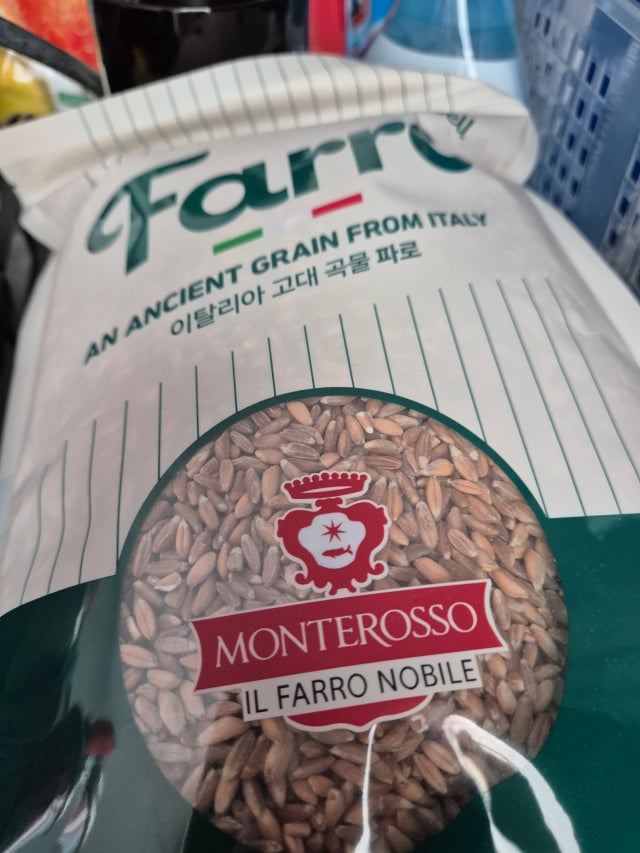 Farro
AN ANCIENT GRAIN FROM ITALY
이탈리아 고대 곡물 파로
MONTEROSSO
IL FARRO NOBILE